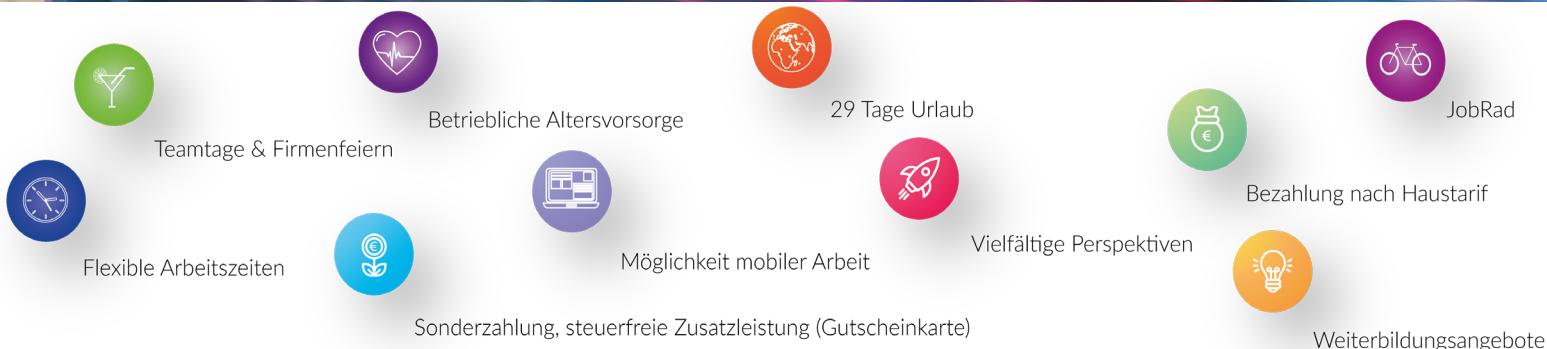 Teamtage & Firmenfeiern
Betriebliche Altersvorsorge
29 Tage Urlaub
JobRad
Flexible Arbeitszeiten
Möglichkeit mobiler Arbeit
Vielfältige Perspektiven
Bezahlung nach Haustarif
Sonderzahlung, steuerfreie Zusatzleistung (Gutscheinkarte)
Weiterbildungsangebote